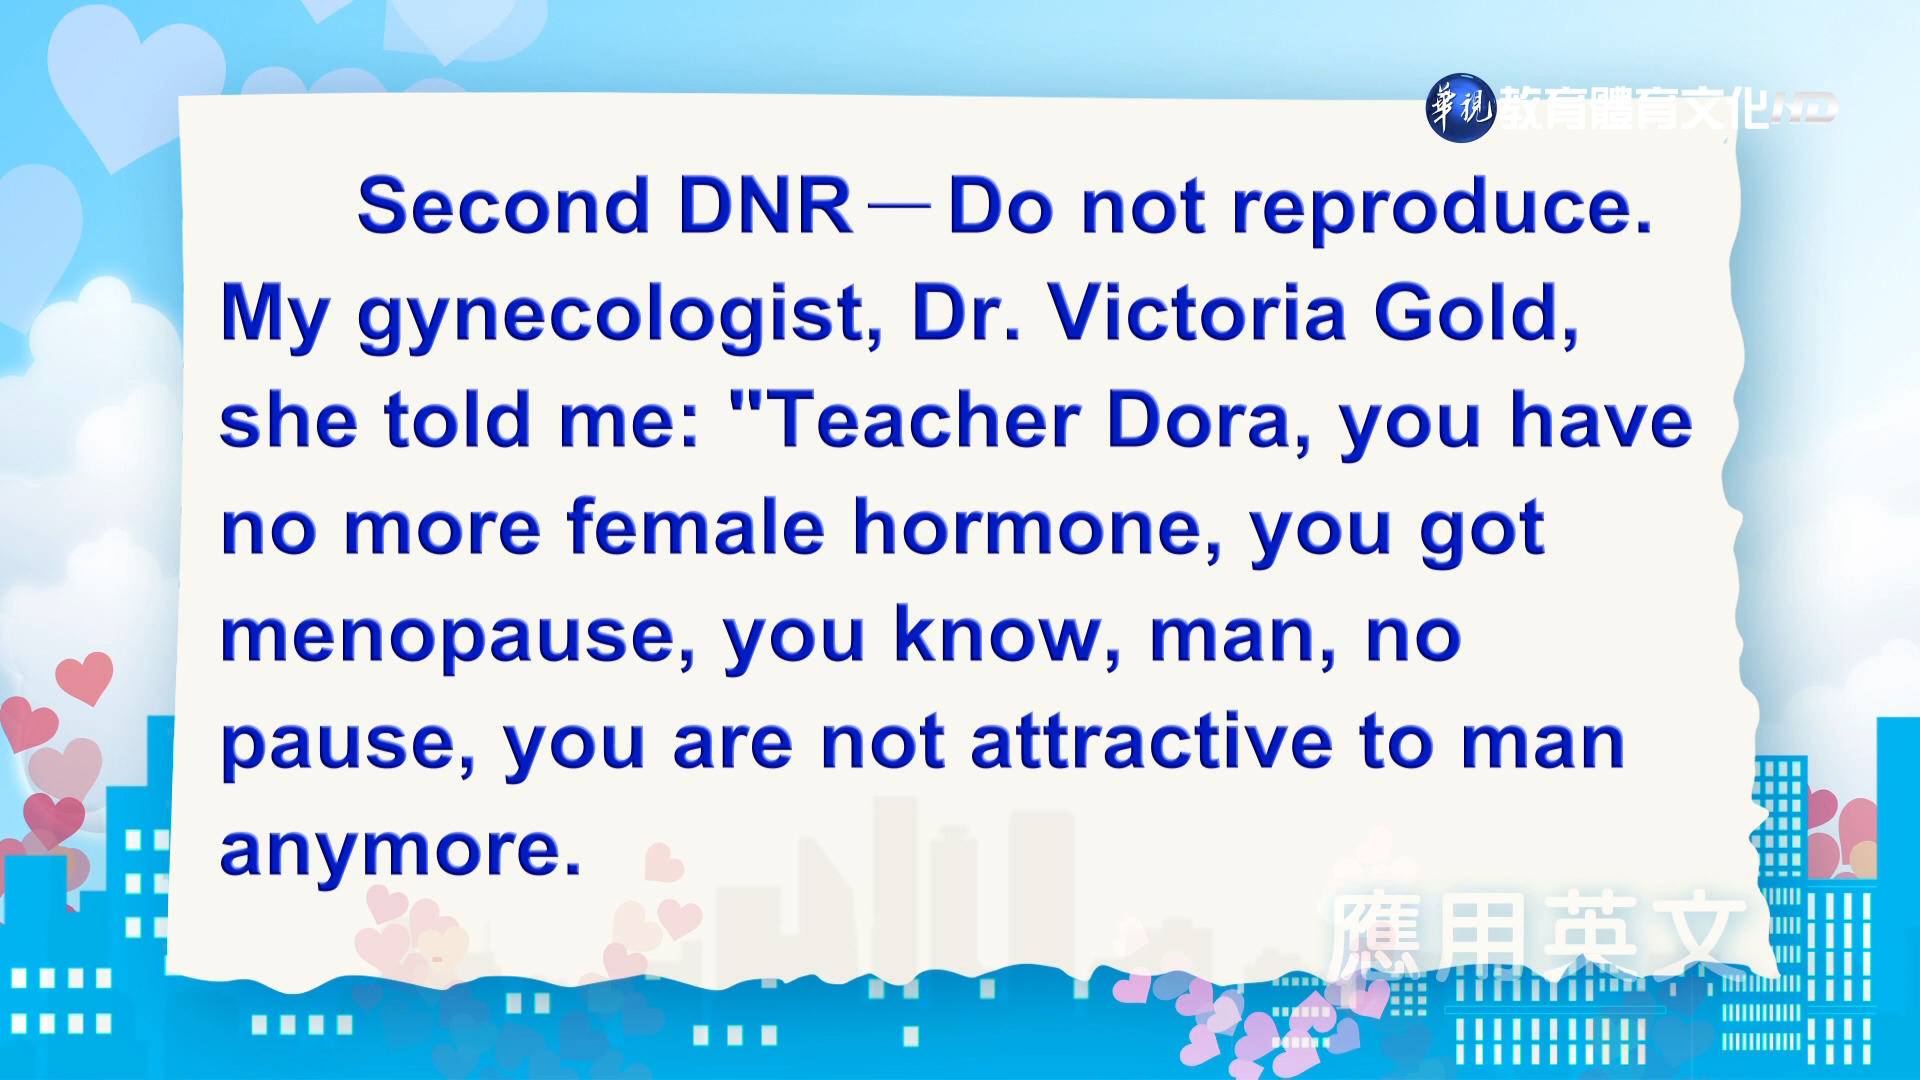 華視 教育體育文化HD
Second DNR—Do not reproduce.
My gynecologist, Dr. Victoria Gold,
she told me: "Teacher Dora, you have
no more female hormone, you got
menopause, you know, man, no
pause, you are not attractive to man
anymore.
應用英文